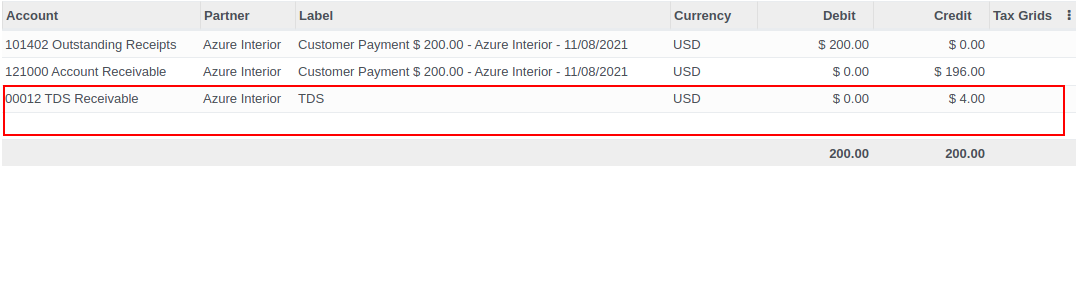 Account Partner Label Currency Debit Credit Tax Grids
101402 Outstanding Receipts Azure Interior Customer Payment $ 200.00 - Azure Interior - 11/08/2021 USD $ 200.00 $ 0.00
121000 Account Receivable Azure Interior Customer Payment $ 200.00 - Azure Interior - 11/08/2021 USD $ 0.00 $ 196.00
00012 TDS Receivable Azure Interior TDS USD $ 0.00 $ 4.00
200.00 200.00